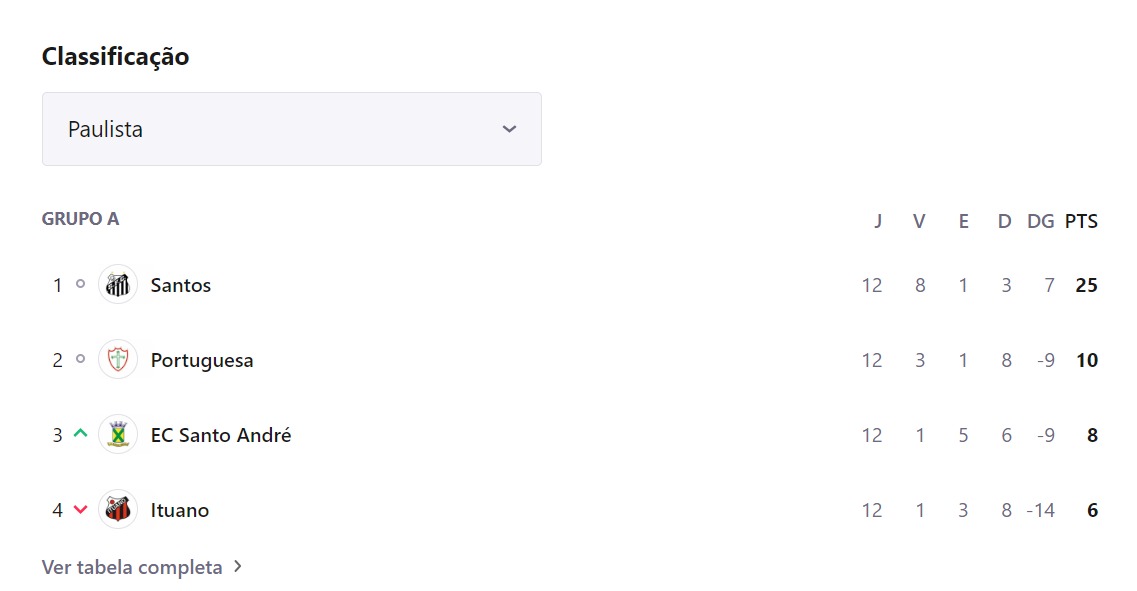 Classificação
Paulista
GRUPO A J V E D DG PTS
1 Santos 12 8 1 3 7 25
2 Portuguesa 12 3 1 8 -9 10
3 EC Santo André 12 1 5 6 -9 8
4 Ituano 12 1 3 8 -14 6
Ver tabela completa